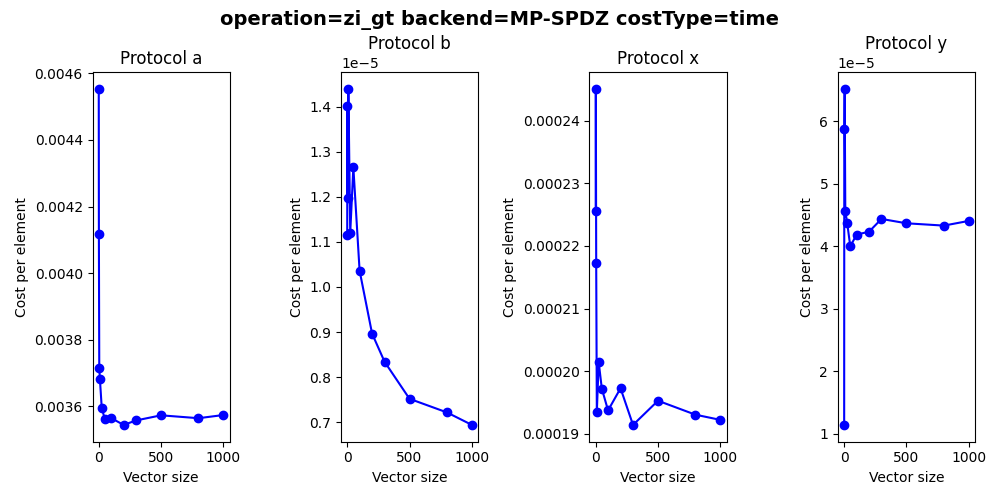 operation=zi_gt backend=MP-SPDZ costType=time
Protocol a
0.0046
0.0044
0.0042
0.0040
0.0038
0.0036
Cost per element
0
500
1000
Vector size
Protocol b
1e−5
1.4
1.3
1.2
1.1
1.0
0.9
0.8
0.7
Cost per element
0
500
1000
Vector size
Protocol x
0.00024
0.00023
0.00022
0.00021
0.00020
0.00019
Cost per element
0
500
1000
Vector size
Protocol y
1e−5
6
5
4
3
2
1
Cost per element
0
500
1000
Vector size